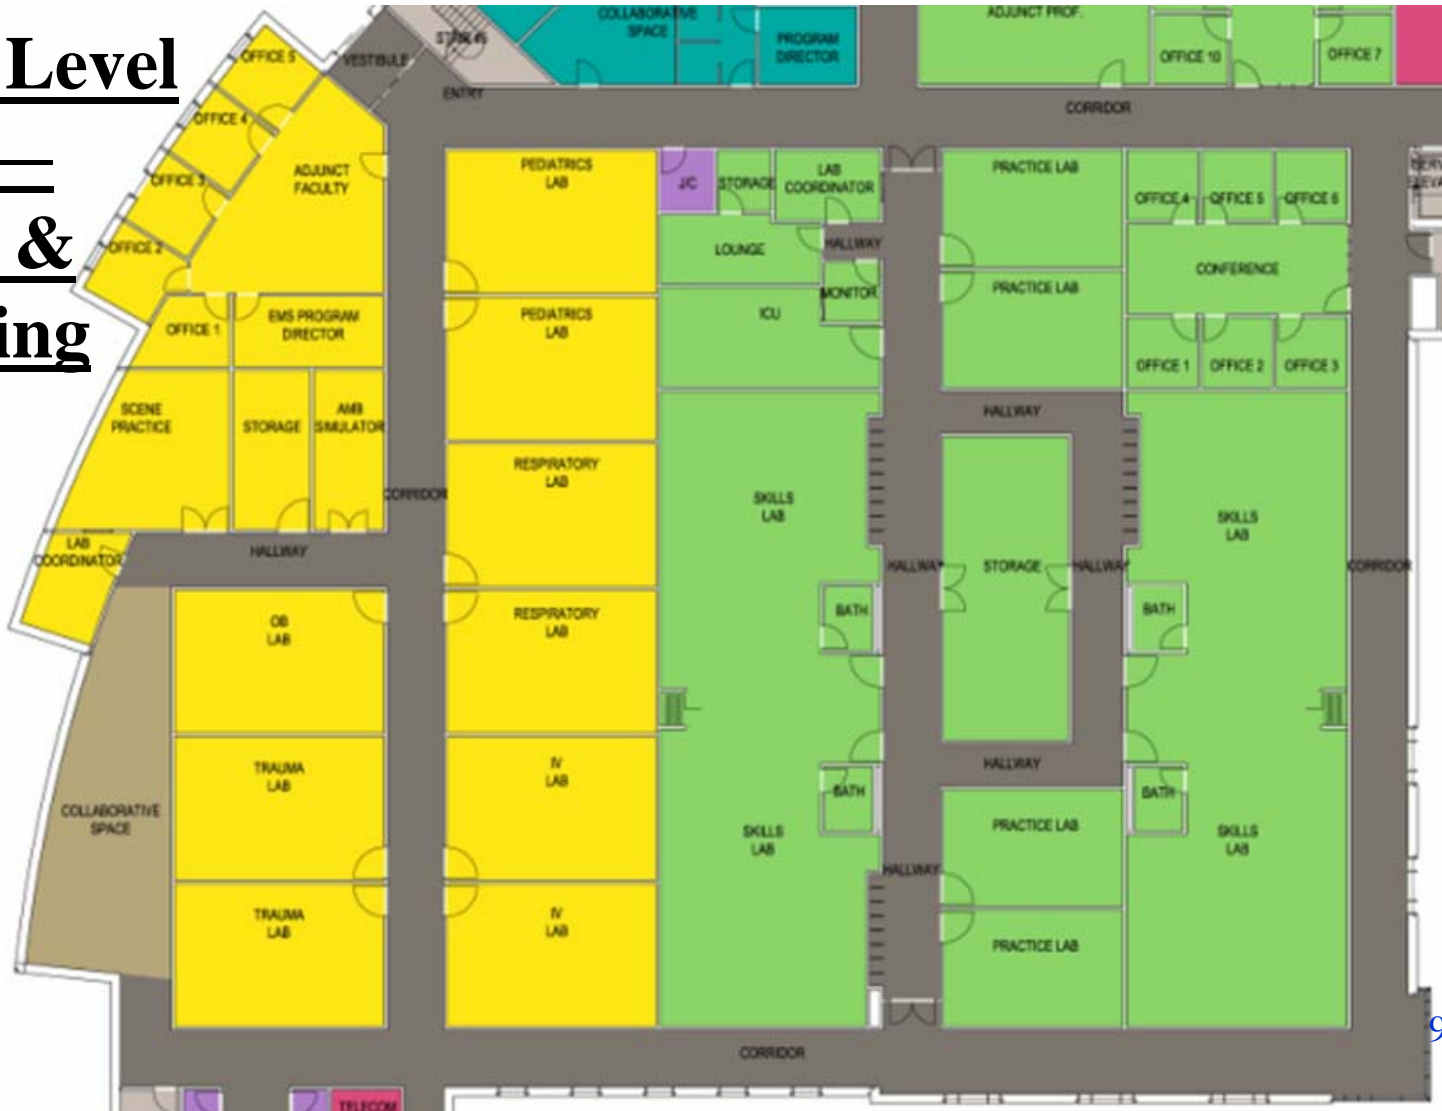 Level
&
ing
OFFICE 5
VESTIBULE
ENTRY
COLLABORATIVE
SPACE
PROGRAM
DIRECTOR
ADJUNCT PROF.
OFFICE 10
OFFICE 7
CORRIDOR
OFFICE 4
OFFICE 3
OFFICE 2
ADJUNCT
FACULTY
OFFICE 1
EMS PROGRAM
DIRECTOR
SCENE
PRACTICE
STORAGE
AMB
SIMULATOR
LAB
COORDINATOR
HALLWAY
CORRIDOR
COLLABORATIVE
SPACE
OB
LAB
TRAUMA
LAB
TRAUMA
LAB
PEDIATRICS
LAB
PEDIATRICS
LAB
RESPIRATORY
LAB
RESPIRATORY
LAB
IV
LAB
IV
LAB
J/C
STORAGE
LAB
COORDINATOR
LOUNGE
HALLWAY
MONITOR
ICU
SKILLS
LAB
BATH
BATH
SKILLS
LAB
PRACTICE LAB
PRACTICE LAB
HALLWAY
HALLWAY
STORAGE
HALLWAY
HALLWAY
HALLWAY
PRACTICE LAB
PRACTICE LAB
OFFICE 4
OFFICE 5
OFFICE 6
CONFERENCE
OFFICE 1
OFFICE 2
OFFICE 3
SKILLS
LAB
BATH
BATH
SKILLS
LAB
CORRIDOR
CORRIDOR
TELECOM
9